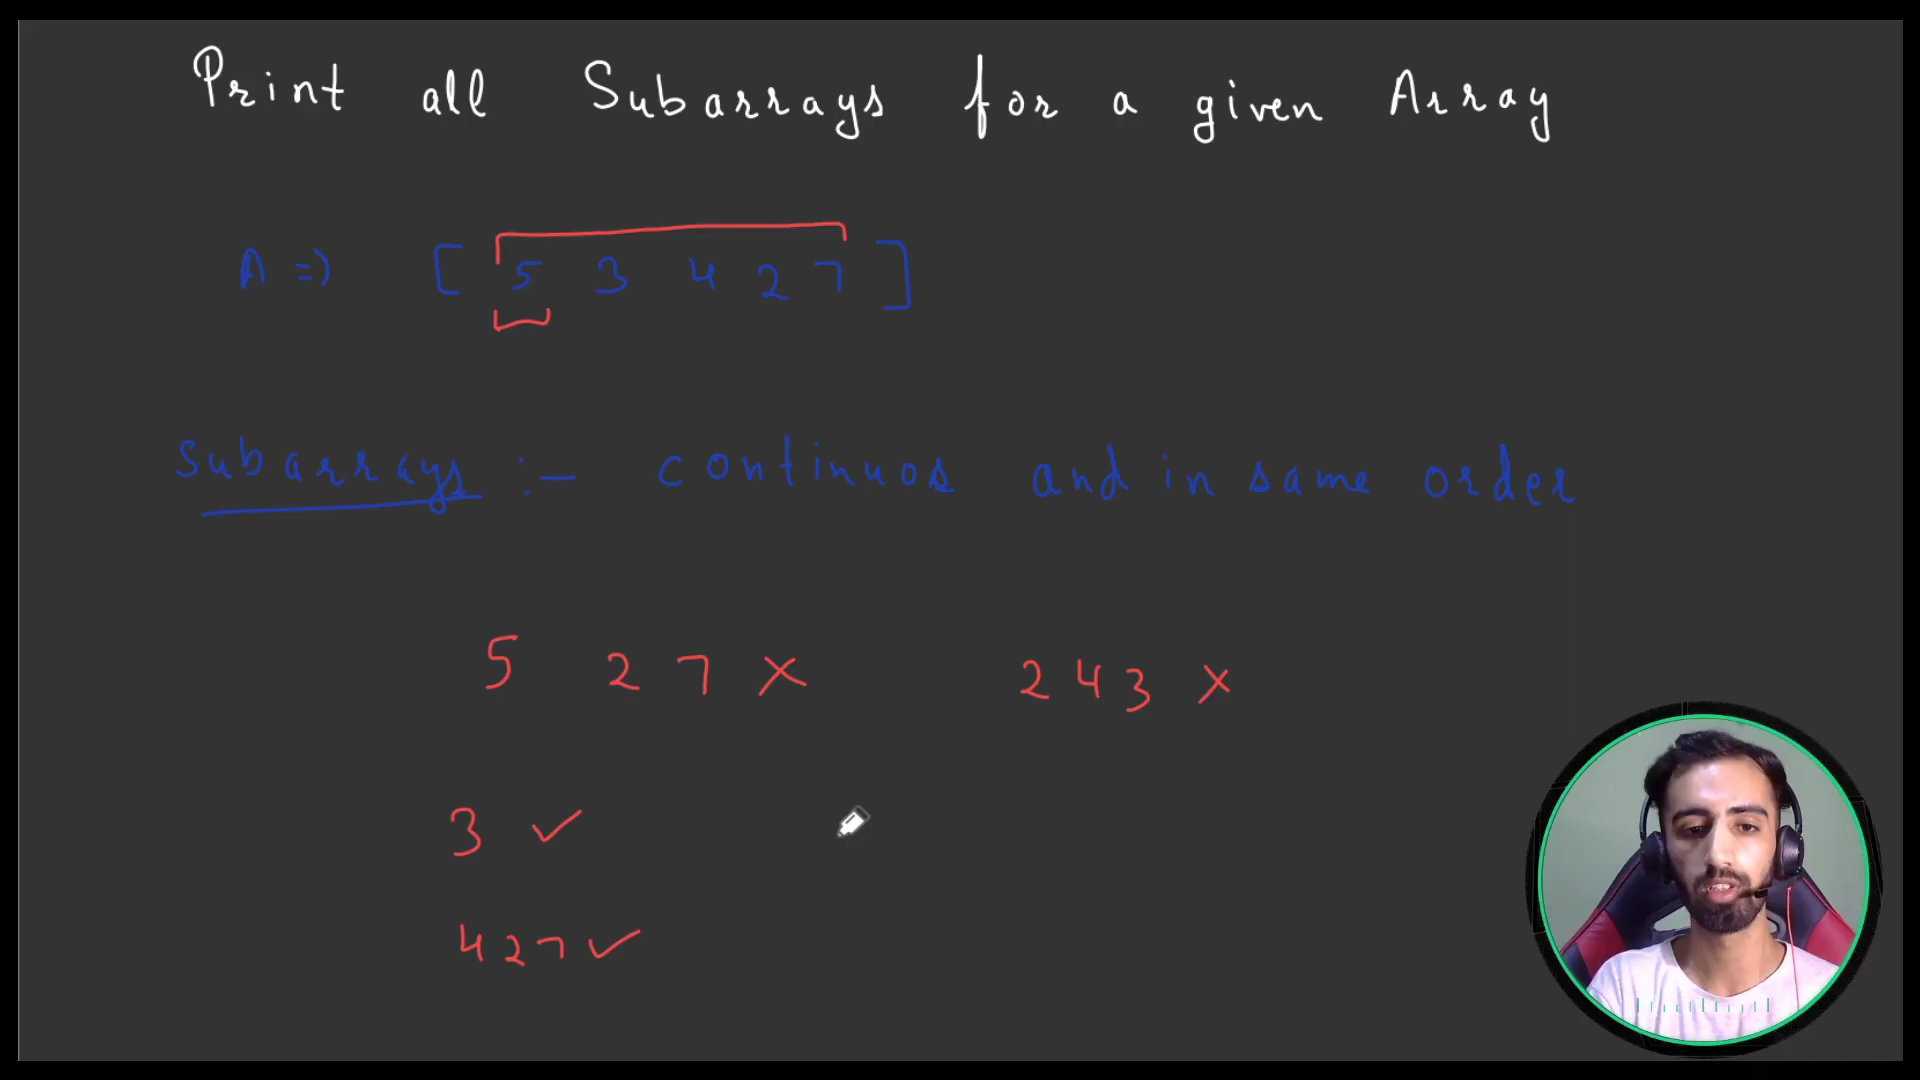 Print all Subarrays for a given Array
A => [ 5 3 4 2 7 ]
Subarrays :- continuos and in same order
5 2 7 × 2 4 3 ×
3 ✓
4 2 7 ✓